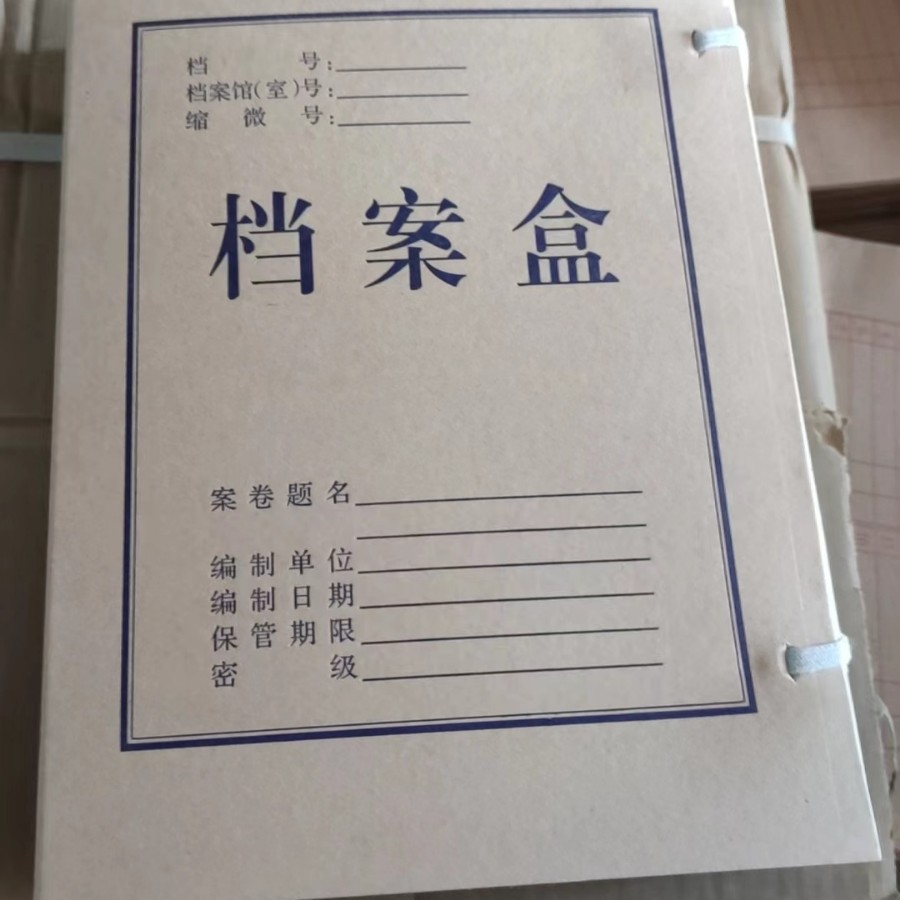 档 号:
档案馆(室)号:
缩 微 号:
档案盒
案卷题名
编制单位
编制日期
保管期限
密 级